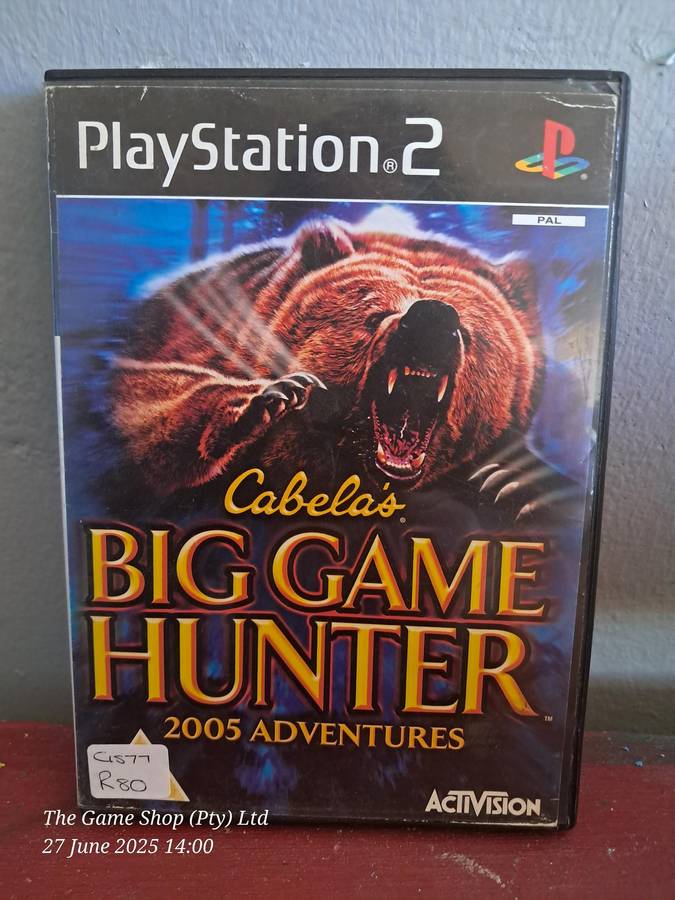 PlayStation®2
PAL
Cabela's®
BIG GAME
HUNTER™
2005 ADVENTURES
C1577
R80
ACTIVISION
The Game Shop (Pty) Ltd
27 June 2025 14:00